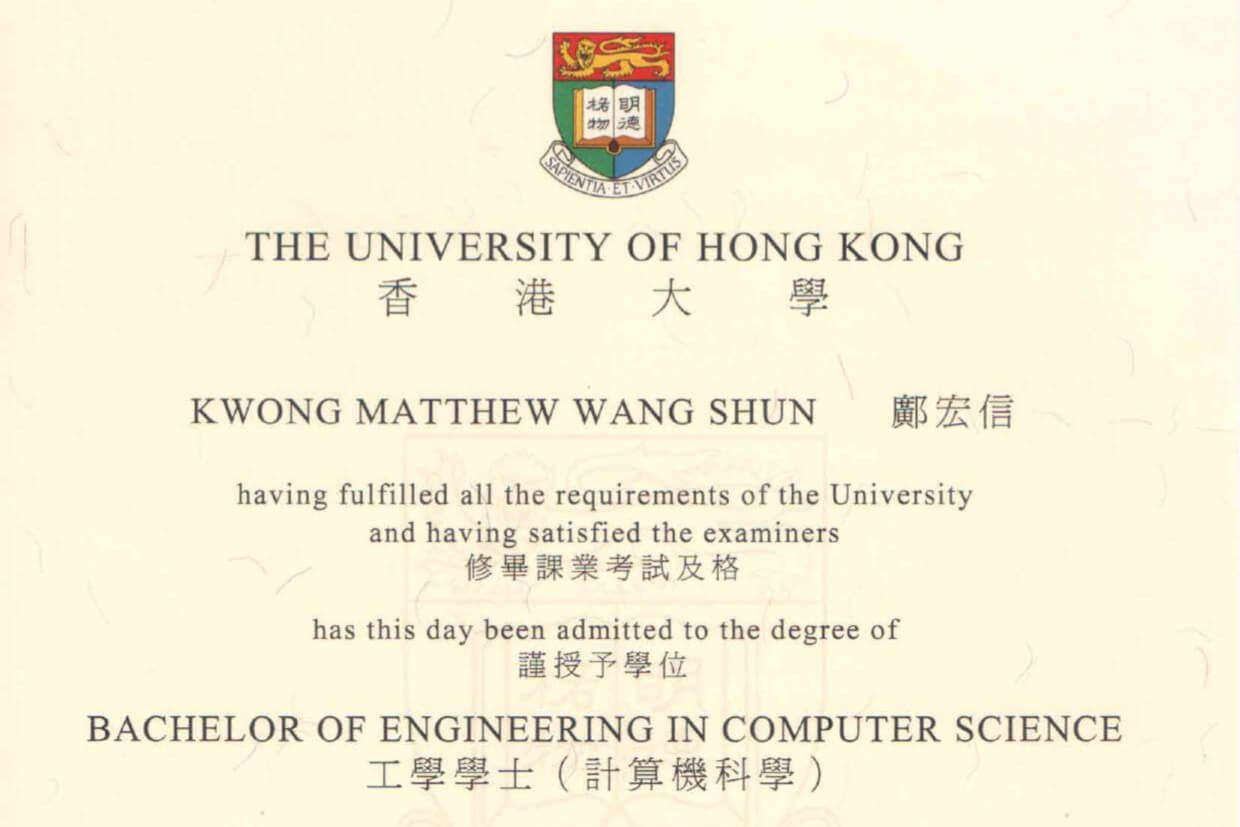 明德
格物
SAPIENTIA·ET·VIRTUS
THE UNIVERSITY OF HONG KONG
香港大學
KWONG MATTHEW WANG SHUN 鄺宏信
having fulfilled all the requirements of the University
and having satisfied the examiners
修畢課業考試及格
has this day been admitted to the degree of
謹授予學位
BACHELOR OF ENGINEERING IN COMPUTER SCIENCE
工學學士（計算機科學）